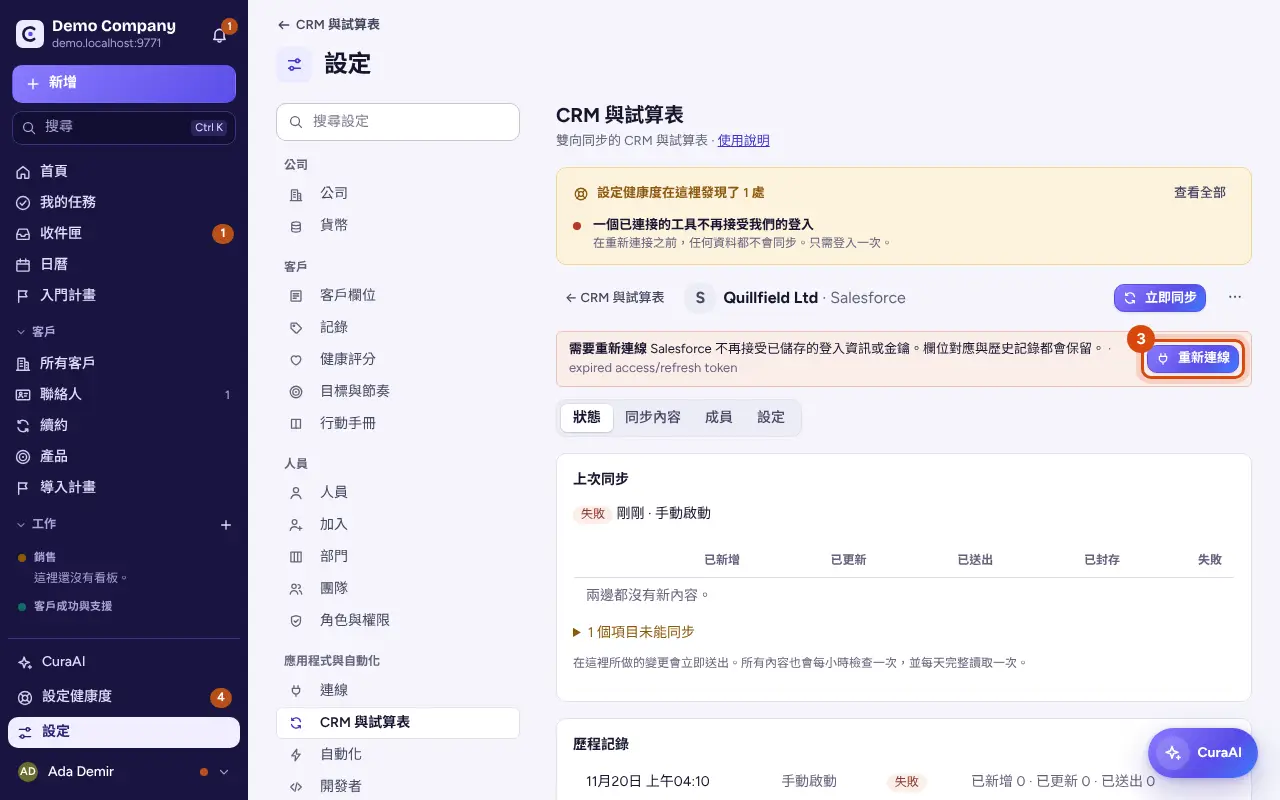 Demo Company
demo.localhost:9771
1
新增
搜尋
Ctrl K
首頁
我的任務
收件匣
1
日曆
入門計畫
客戶
所有客戶
聯絡人
1
續約
產品
導入計畫
工作
銷售
這裡還沒有看板。
客戶成功與支援
CuraAI
設定健康度
4
設定
AD
Ada Demir
← CRM 與試算表
設定
搜尋設定
公司
公司
貨幣
客戶
客戶欄位
記錄
健康評分
目標與節奏
行動手冊
人員
人員
加入
部門
團隊
角色與權限
應用程式與自動化
連線
CRM 與試算表
自動化
開發者
CRM 與試算表
雙向同步的 CRM 與試算表 · 使用說明
設定健康度在這裡發現了 1 處
查看全部
一個已連接的工具不再接受我們的登入
在重新連接之前，任何資料都不會同步。只需登入一次。
← CRM 與試算表
S
Quillfield Ltd · Salesforce
立即同步
···
需要重新連線 Salesforce 不再接受已儲存的登入資訊或金鑰。欄位對應與歷史記錄都會保留。 ·
expired access/refresh token
3
重新連線
狀態
同步內容
成員
設定
上次同步
失敗 剛剛 · 手動啟動
已新增
已更新
已送出
已封存
失敗
兩邊都沒有新內容。
1 個項目未能同步
在這裡所做的變更會立即送出。所有內容也會每小時檢查一次，並每天完整讀取一次。
歷程記錄
11月20日 上午04:10
手動啟動
失敗
已新增 0 · 已更新 0 · 已送出 0
CuraAI